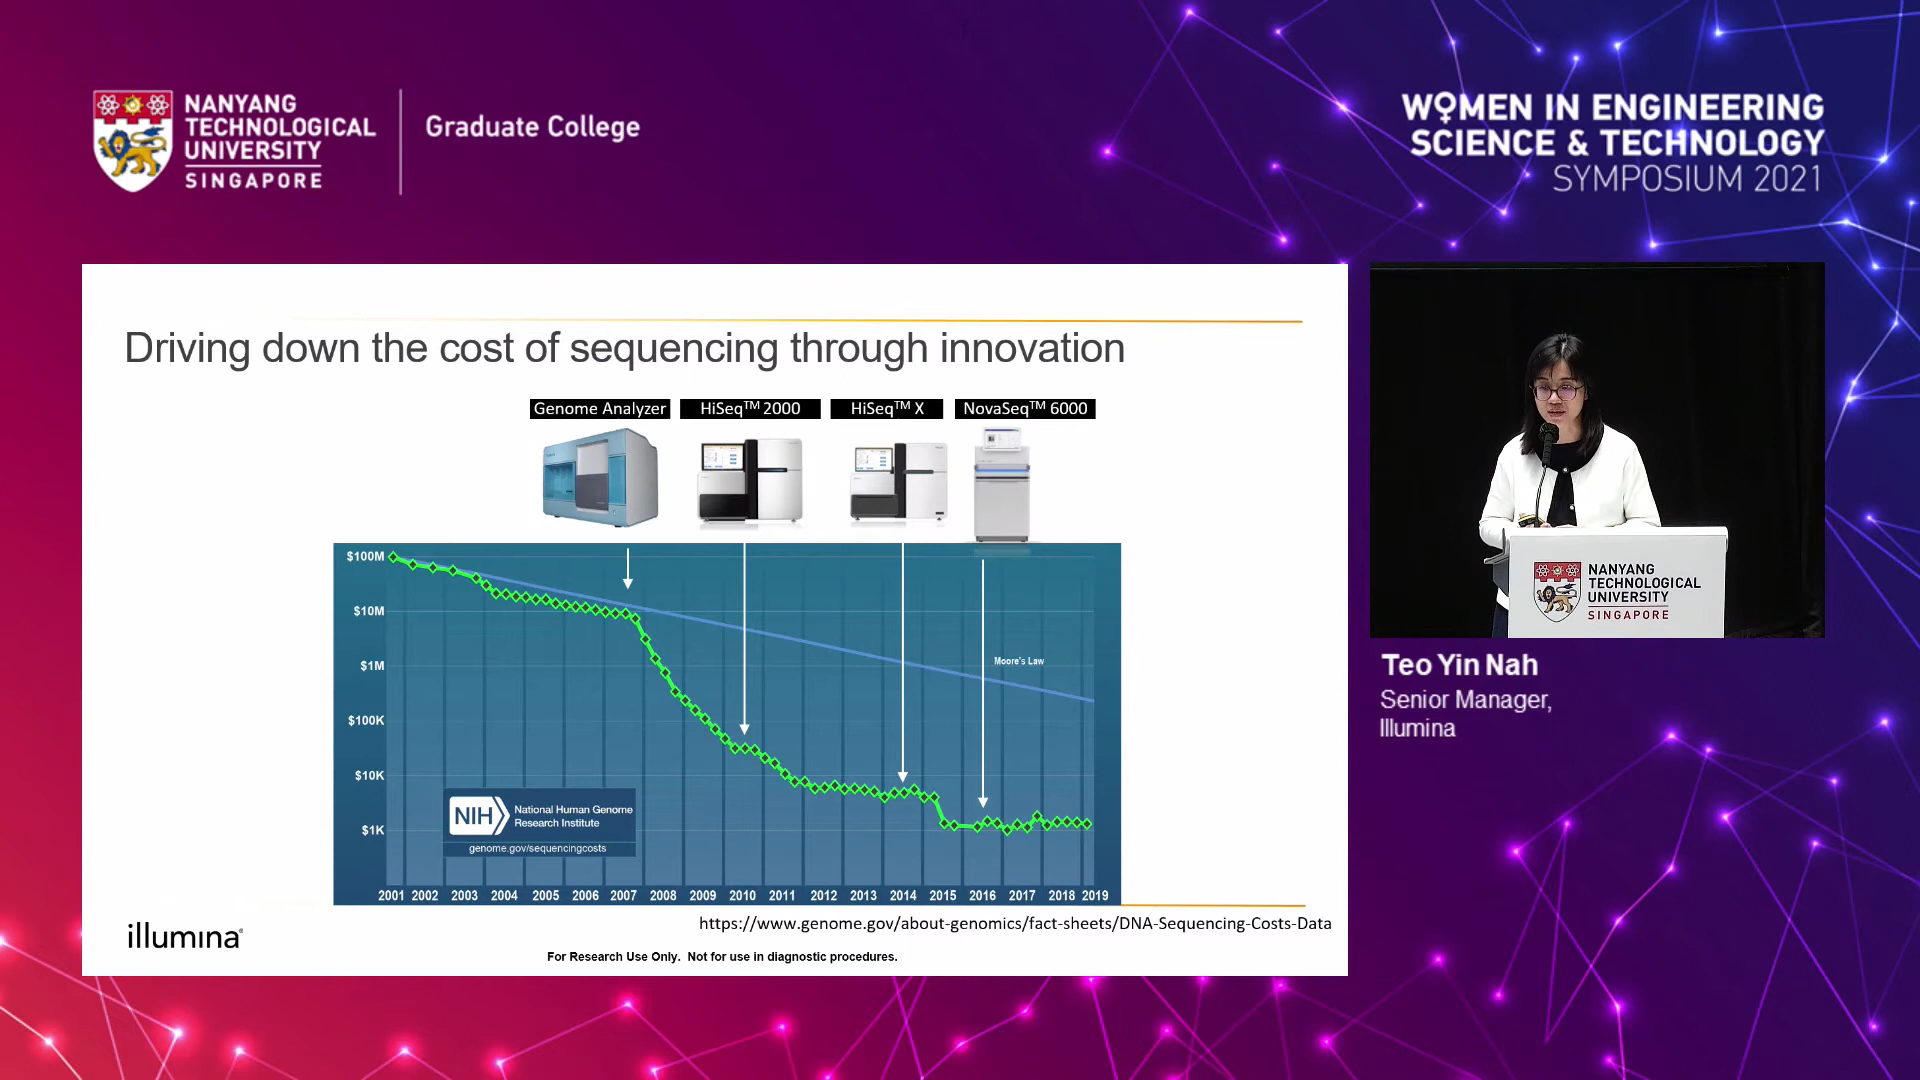 NANYANG
TECHNOLOGICAL
UNIVERSITY
SINGAPORE
Graduate College
WOMEN IN ENGINEERING
SCIENCE & TECHNOLOGY
SYMPOSIUM 2021
Driving down the cost of sequencing through innovation
Genome Analyzer
HiSeq™ 2000
HiSeq™ X
NovaSeq™ 6000
$100M
$10M
$1M
$100K
$10K
$1K
Moore's Law
NIH
National Human Genome
Research Institute
genome.gov/sequencingcosts
2001 2002 2003 2004 2005 2006 2007 2008 2009 2010 2011 2012 2013 2014 2015 2016 2017 2018 2019
https://www.genome.gov/about-genomics/fact-sheets/DNA-Sequencing-Costs-Data
illumina®
For Research Use Only. Not for use in diagnostic procedures.
NANYANG
TECHNOLOGICAL
UNIVERSITY
SINGAPORE
Teo Yin Nah
Senior Manager,
Illumina